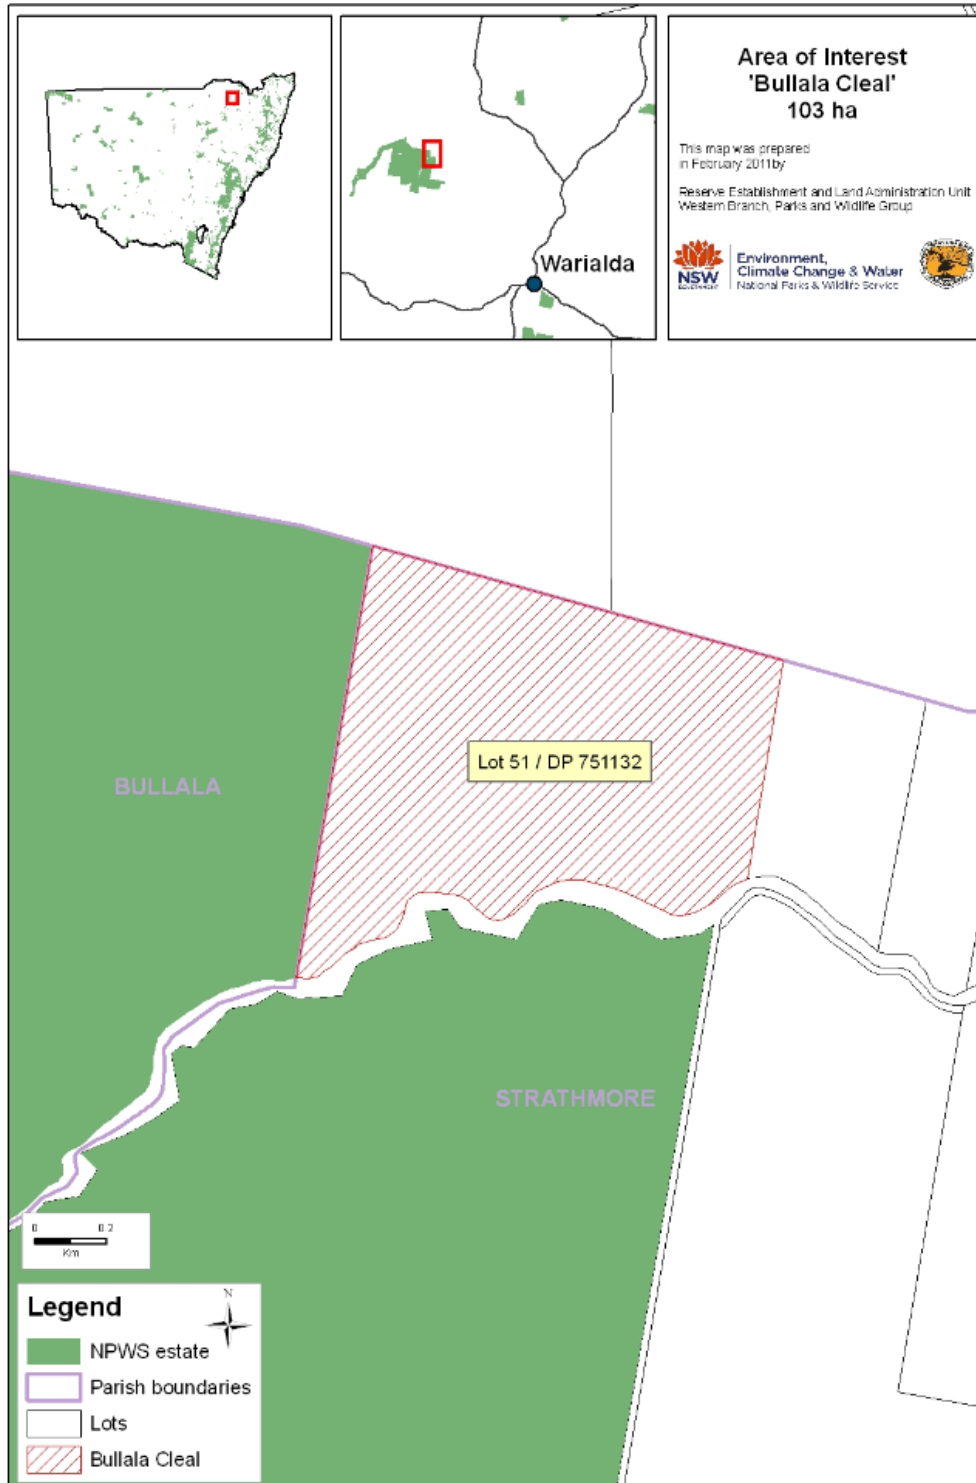 Area of Interest
'Bullala Cleal'
103 ha
This map was prepared
in February 2011by
Reserve Establishment and Land Administration Unit
Western Branch, Parks and Wildlife Group
NSW
GOVERNMENT
Environment,
Climate Change & Water
National Parks & Wildlife Service
Warialda
Lot 51 / DP 751132
BULLALA
STRATHMORE
0 0.2
Km
Legend
N
NPWS estate
Parish boundaries
Lots
Bullala Cleal